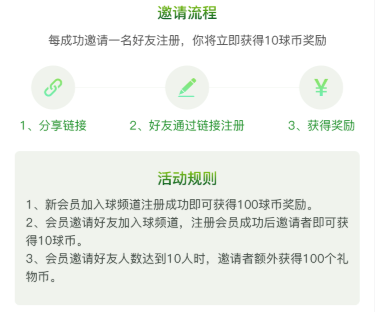 邀请流程
每成功邀请一名好友注册，你将立即获得10球币奖励
¥
1、分享链接
2、好友通过链接注册
3、获得奖励
活动规则
1、新会员加入球频道注册成功即可获得100球币奖励。
2、会员邀请好友加入球频道，注册会员成功后邀请者即可获
得10球币。
3、会员邀请好友人数达到10人时，邀请者额外获得100个礼
物币。